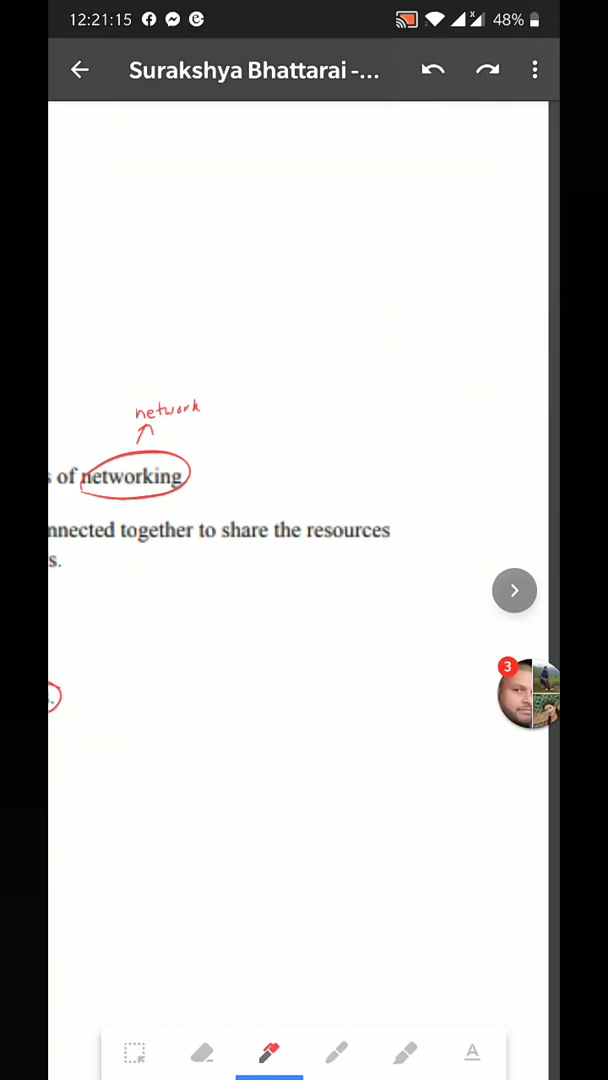 12:21:15
48%
Surakshya Bhattarai -...
network
of networking
nnected together to share the resources
s.
3
A